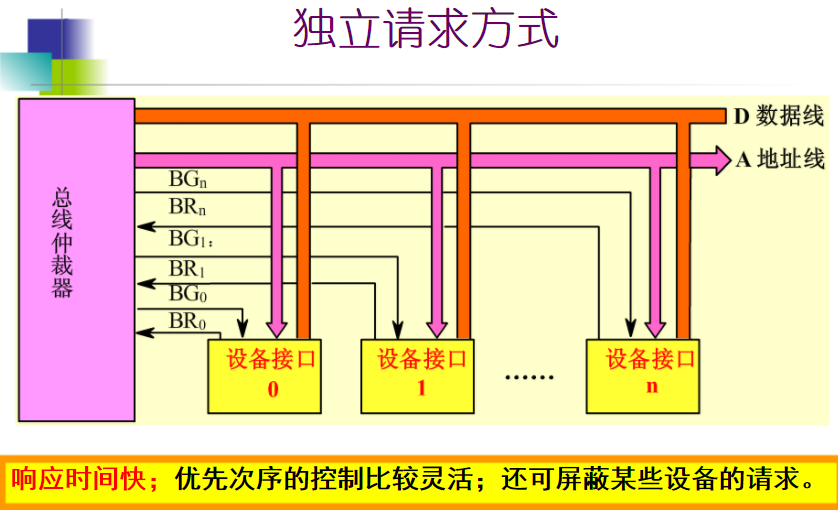 独立请求方式
D 数据线
A 地址线
BGn
BRn
BG1:
BR1
BG0
BR0
总线仲裁器
设备接口
0
设备接口
1
……
设备接口
n
响应时间快；优先次序的控制比较灵活；还可屏蔽某些设备的请求。